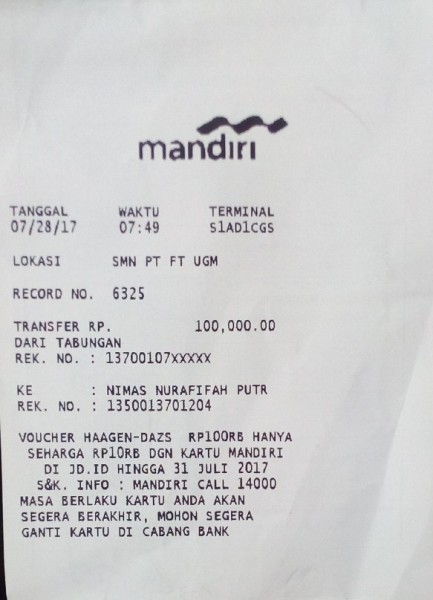 mandiri
TANGGAL WAKTU TERMINAL
07/28/17 07:49 S1AD1CGS
LOKASI SMN PT FT UGM
RECORD NO. 6325
TRANSFER RP. 100,000.00
DARI TABUNGAN
REK. NO. : 13700107XXXXX
KE : NIMAS NURAFIFAH PUTR
REK. NO. : 1350013701204
VOUCHER HAAGEN-DAZS RP100RB HANYA
SEHARGA RP10RB DGN KARTU MANDIRI
DI JD.ID HINGGA 31 JULI 2017
S&K. INFO : MANDIRI CALL 14000
MASA BERLAKU KARTU ANDA AKAN
SEGERA BERAKHIR, MOHON SEGERA
GANTI KARTU DI CABANG BANK